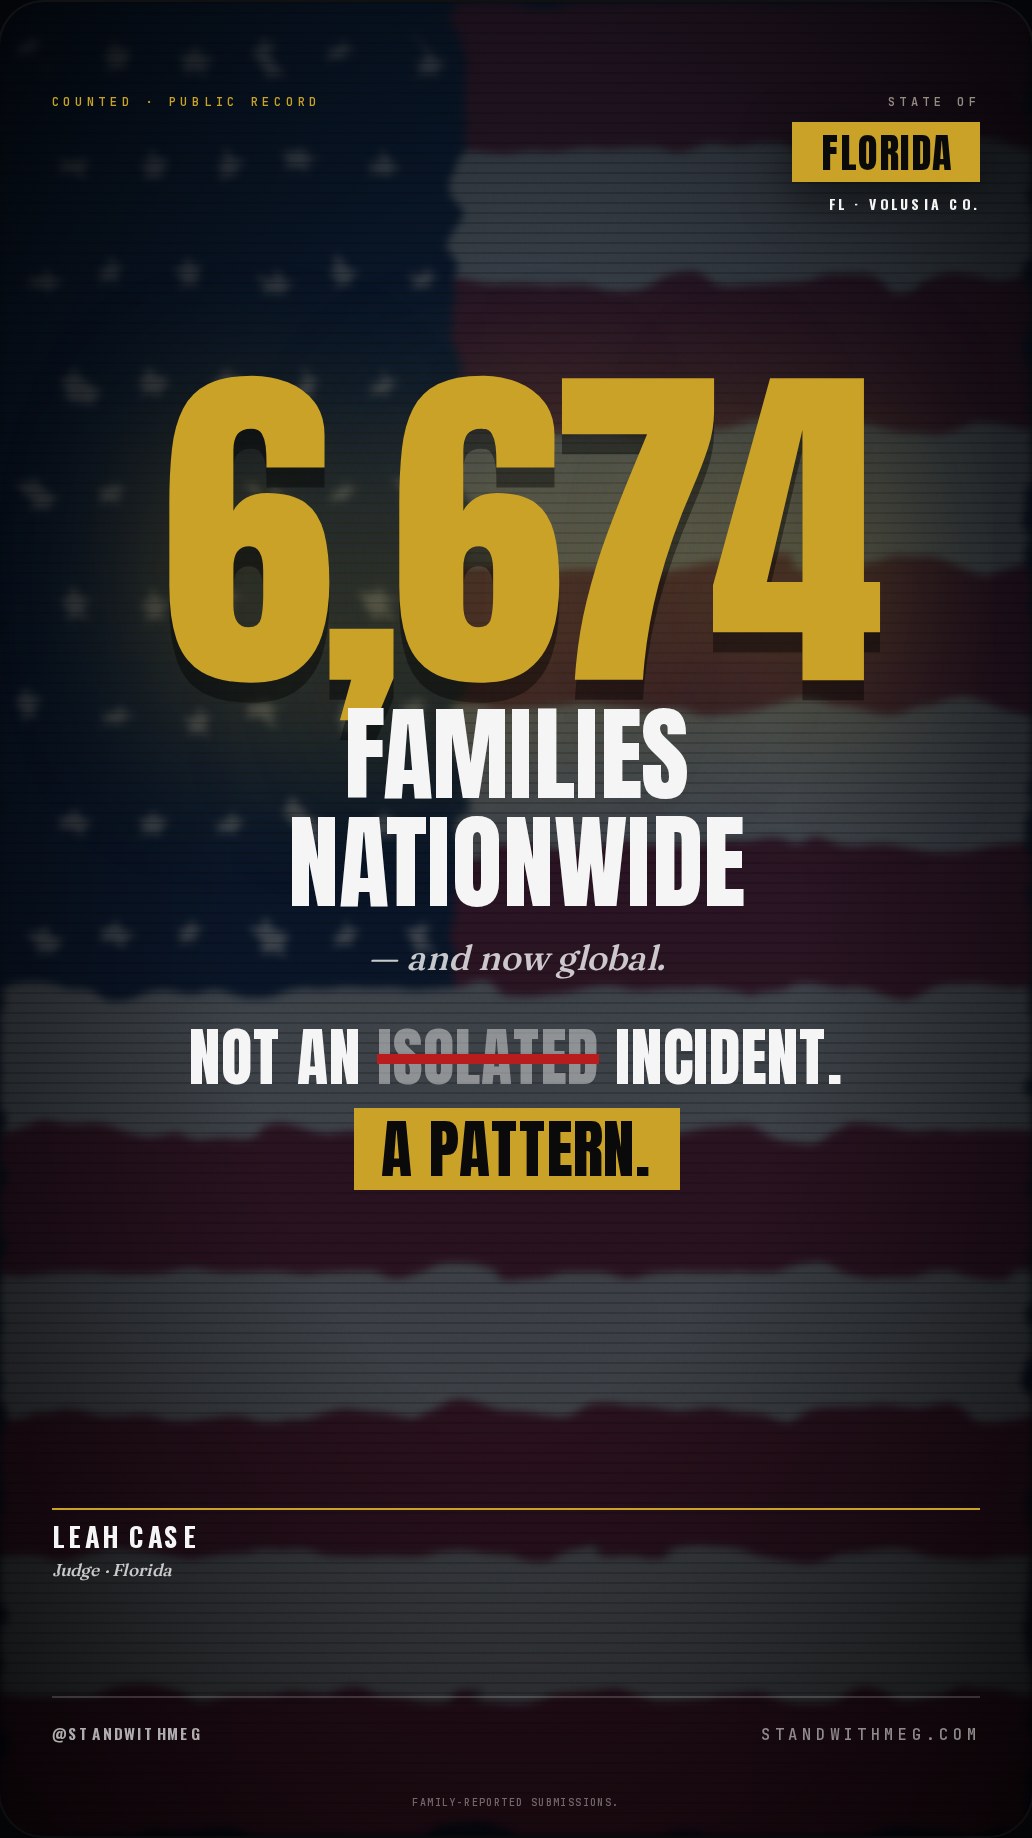 COUNTED · PUBLIC RECORD
STATE OF
FLORIDA
FL · VOLUSIA CO.
6,674
FAMILIES
NATIONWIDE
— and now global.
NOT AN ISOLATED INCIDENT.
A PATTERN.
LEAH CASE
Judge · Florida
@STANDWITHMEG
STANDWITHMEG.COM
FAMILY-REPORTED SUBMISSIONS.